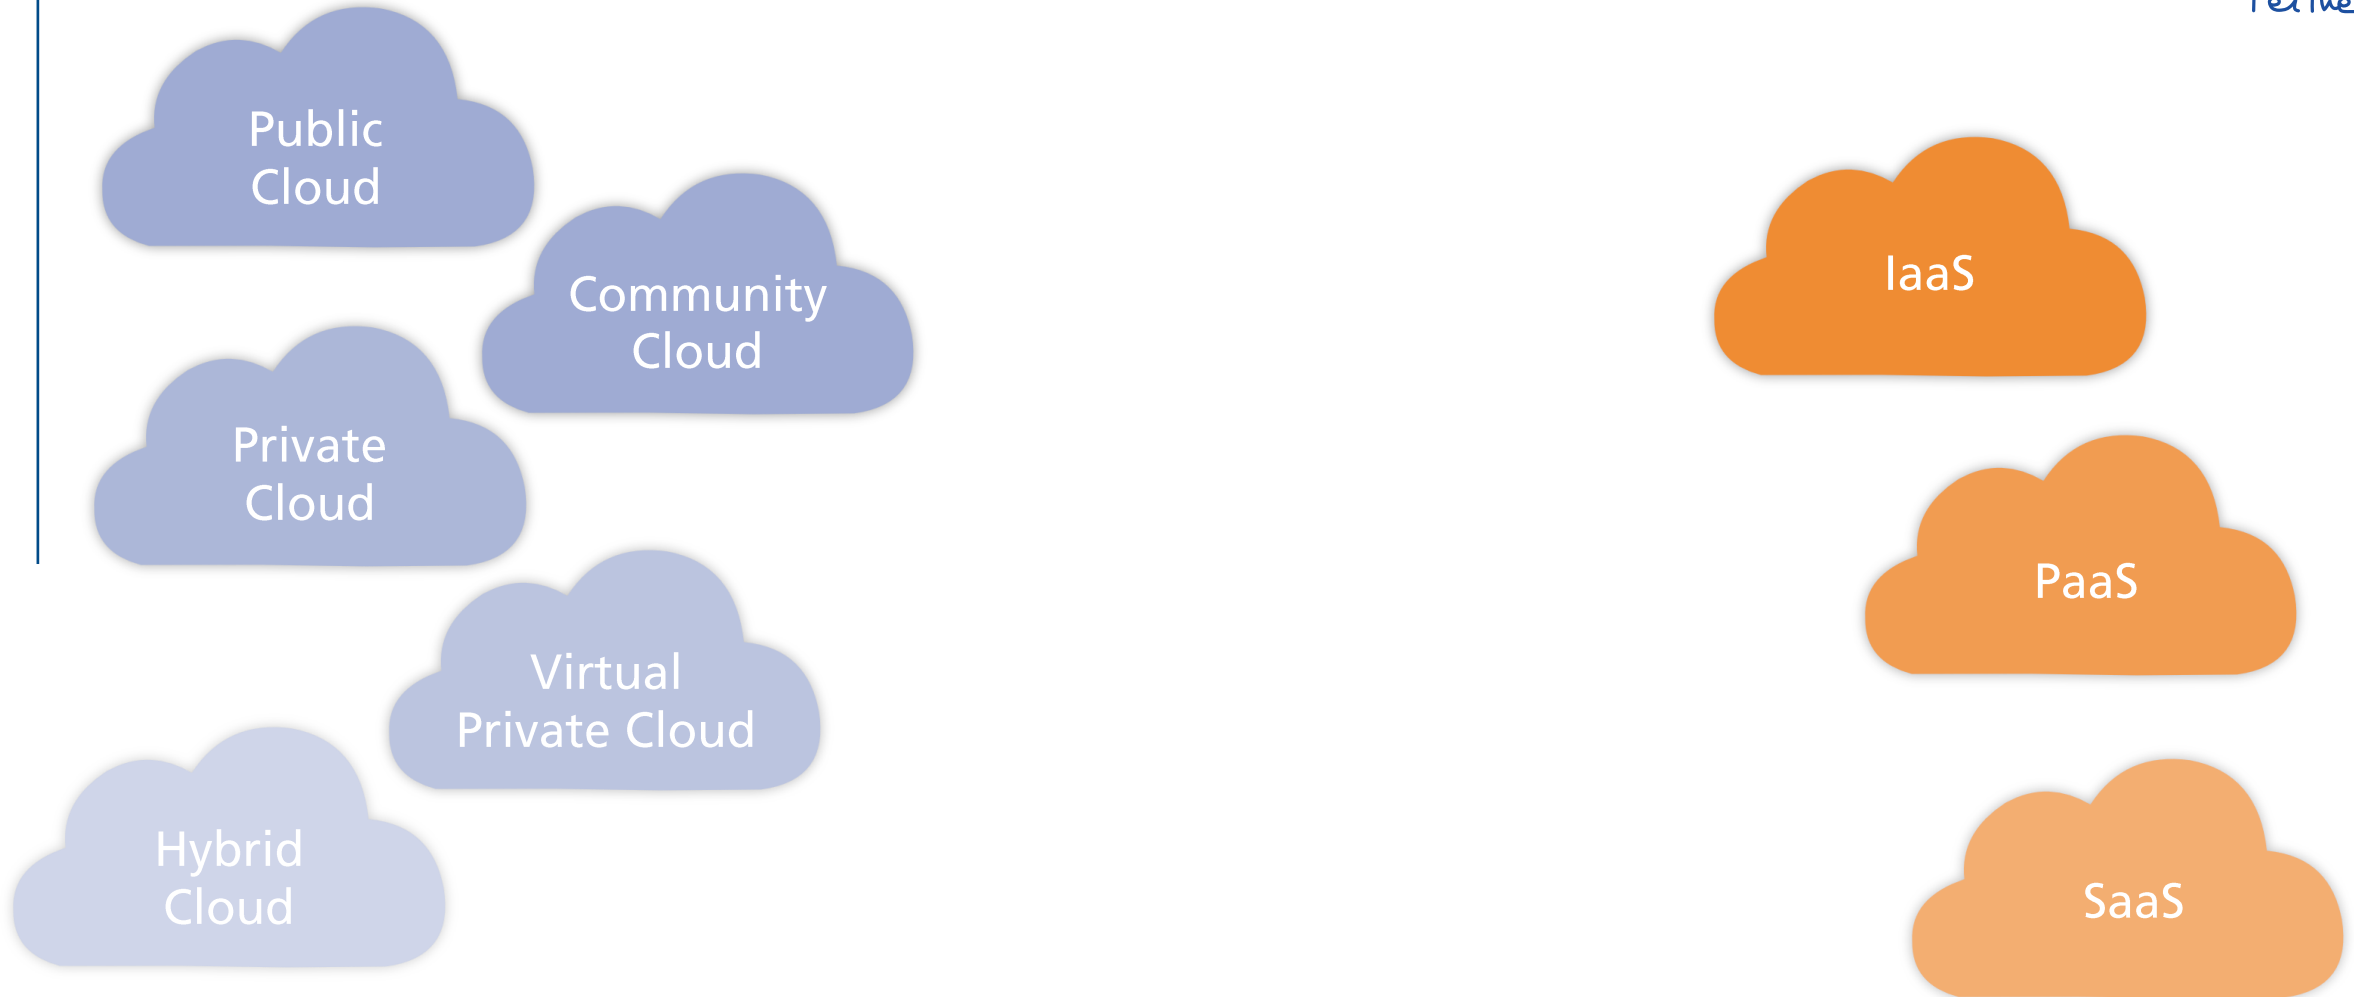 Public
Cloud
Community
Cloud
Private
Cloud
Virtual
Private Cloud
Hybrid
Cloud
IaaS
PaaS
SaaS